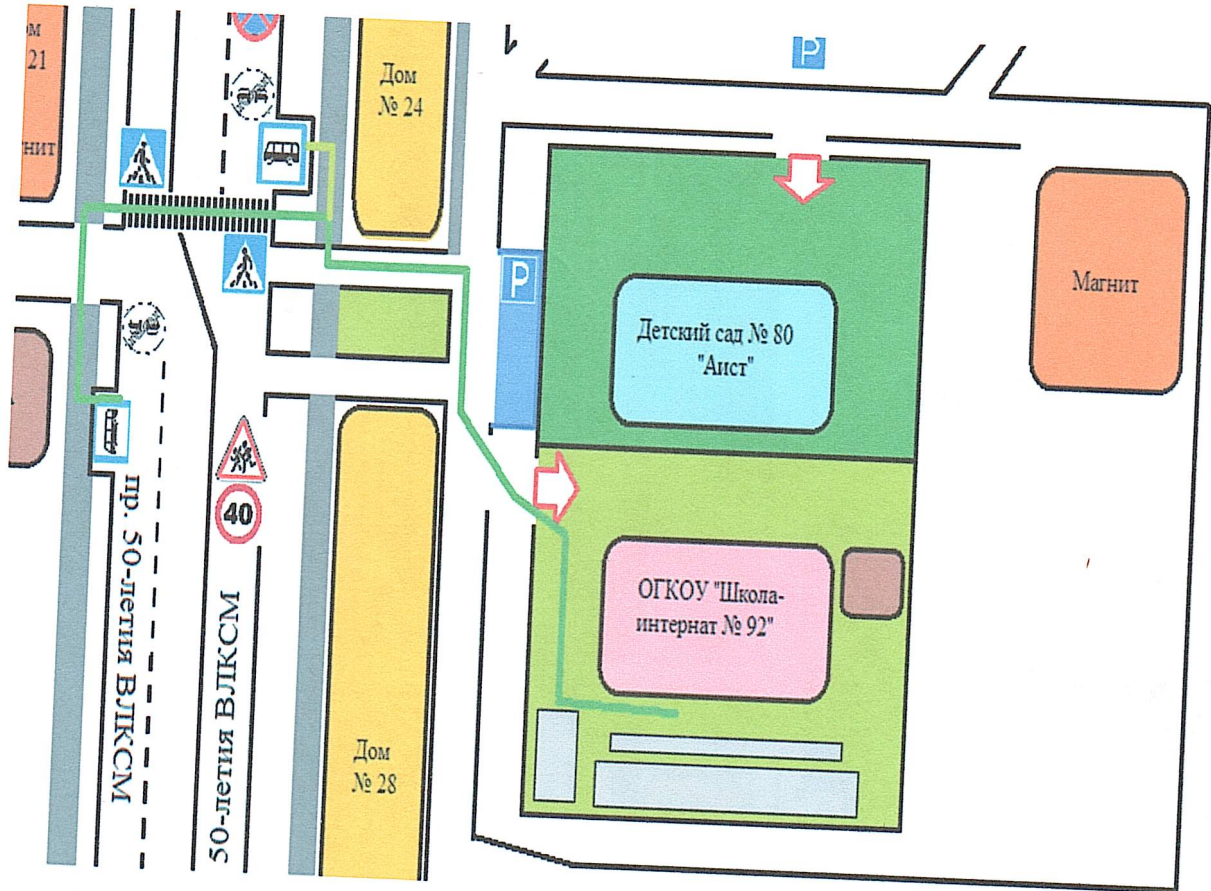 21
Дом
№ 24
P
Магнит
P
Детский сад № 80
"Аист"
40
пр. 50-летия ВЛКСМ
50-летия ВЛКСМ
ОГКОУ "Школа-
интернат № 92"
Дом
№ 28